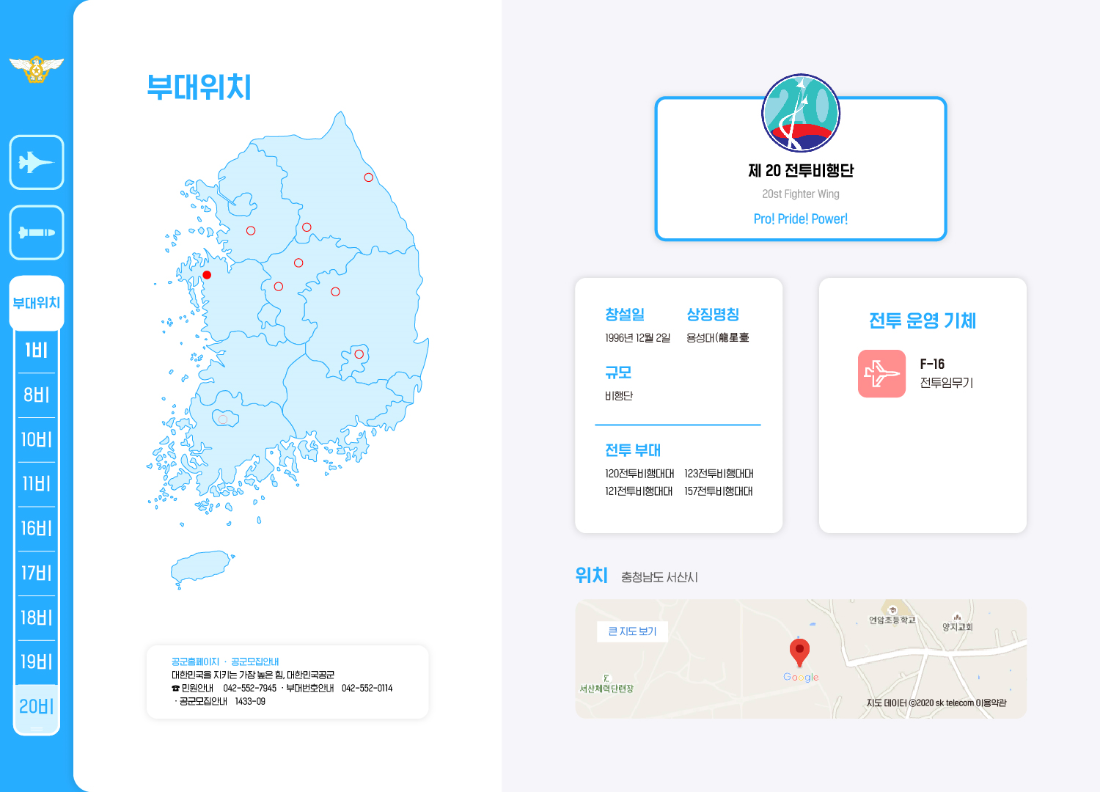 부대위치
1비
8비
10비
11비
16비
17비
18비
19비
20비
부대위치
공군홈페이지 · 공군모집안내
대한민국을 지키는 가장 높은 힘, 대한민국공군
☎ 민원안내 042-552-7945 · 부대번호안내 042-552-0114
· 공군모집안내 1433-09
20
제 20 전투비행단
20st Fighter Wing
Pro! Pride! Power!
창설일 상징명칭
1996년 12월 2일 용성대(龍星臺
규모
비행단
전투 부대
120전투비행대대 123전투비행대대
121전투비행대대 157전투비행대대
전투 운영 기체
F-16
전투임무기
위치 충청남도 서산시
큰 지도 보기
연암초등학교
양지교회
Google
서산체력단련장
지도 데이터 ©2020 sk telecom 이용약관